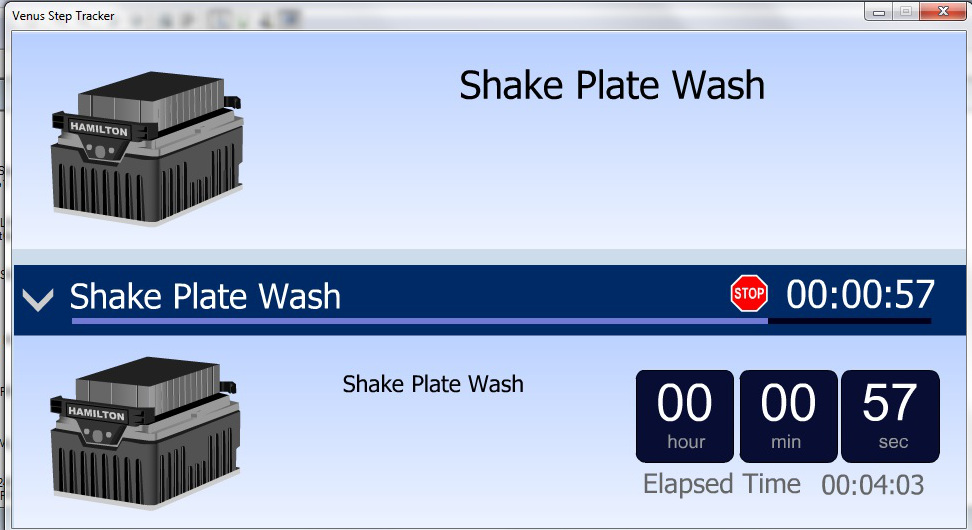 Venus Step Tracker
Shake Plate Wash
HAMILTON
Shake Plate Wash
STOP
00:00:57
Shake Plate Wash
HAMILTON
00 hour
00 min
57 sec
Elapsed Time 00:04:03